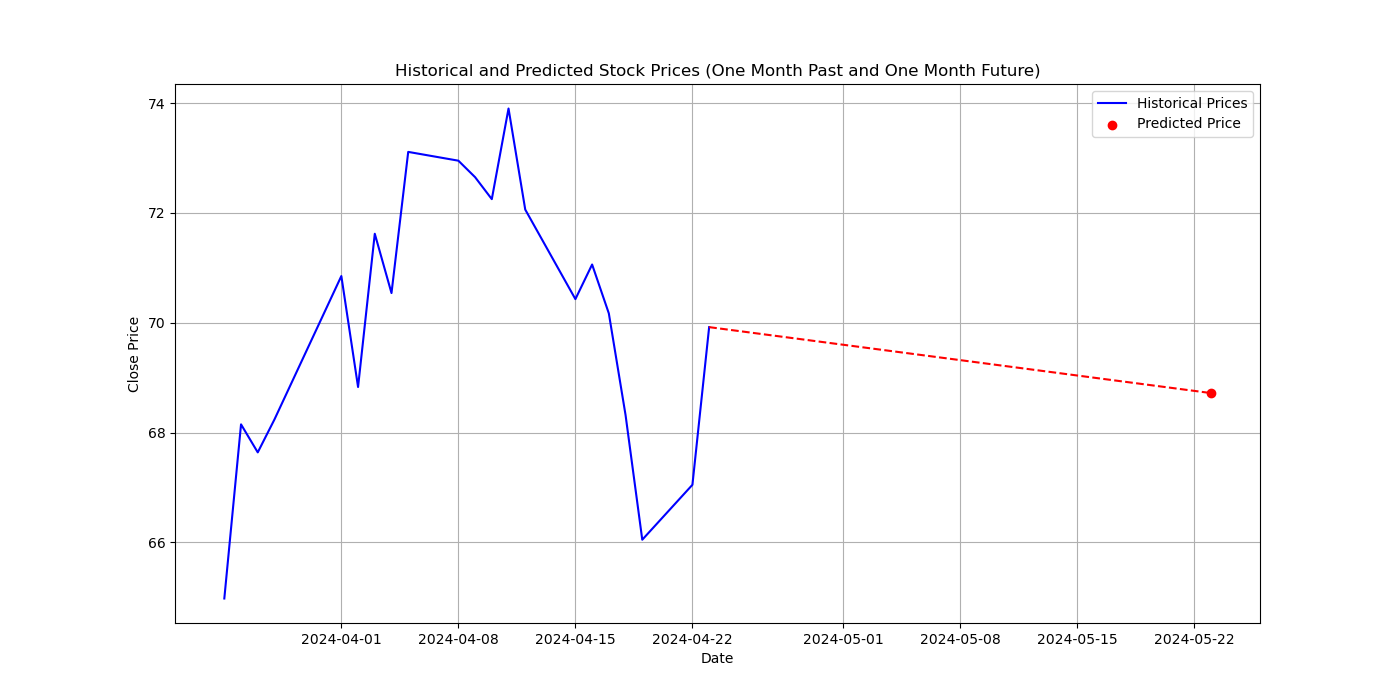 Historical and Predicted Stock Prices (One Month Past and One Month Future)
Historical Prices
Predicted Price
74
72
70
68
66
Close Price
2024-04-01
2024-04-08
2024-04-15
2024-04-22
2024-05-01
2024-05-08
2024-05-15
2024-05-22
Date